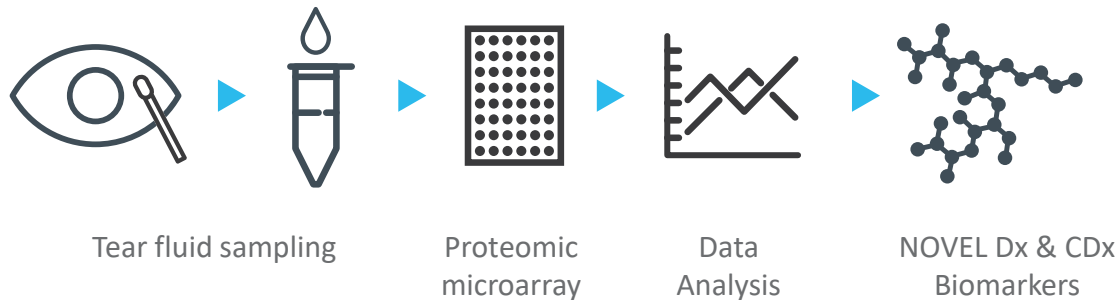 Tear fluid sampling
Proteomic
microarray
Data
Analysis
NOVEL Dx & CDx
Biomarkers